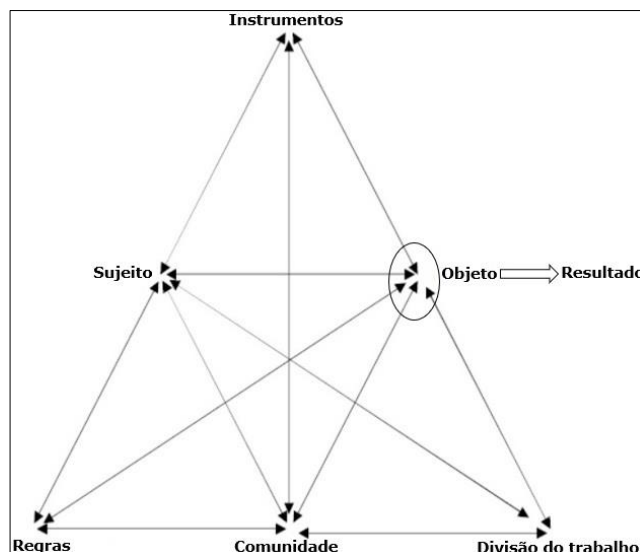 Instrumentos
Sujeito Objeto Resultado
Regras Comunidade Divisão do trabalho